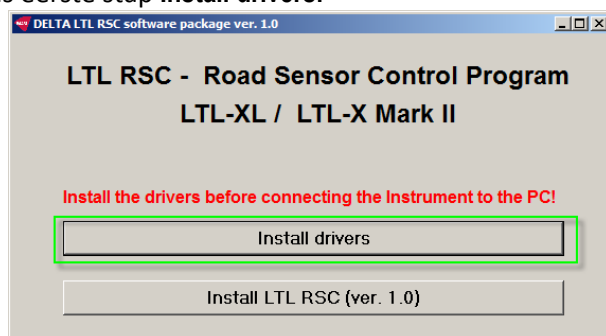 eerste stap install drivers.
DELTA LTL RSC software package ver. 1.0
LTL RSC - Road Sensor Control Program
LTL-XL / LTL-X Mark II
Install the drivers before connecting the Instrument to the PC!
Install drivers
Install LTL RSC (ver. 1.0)